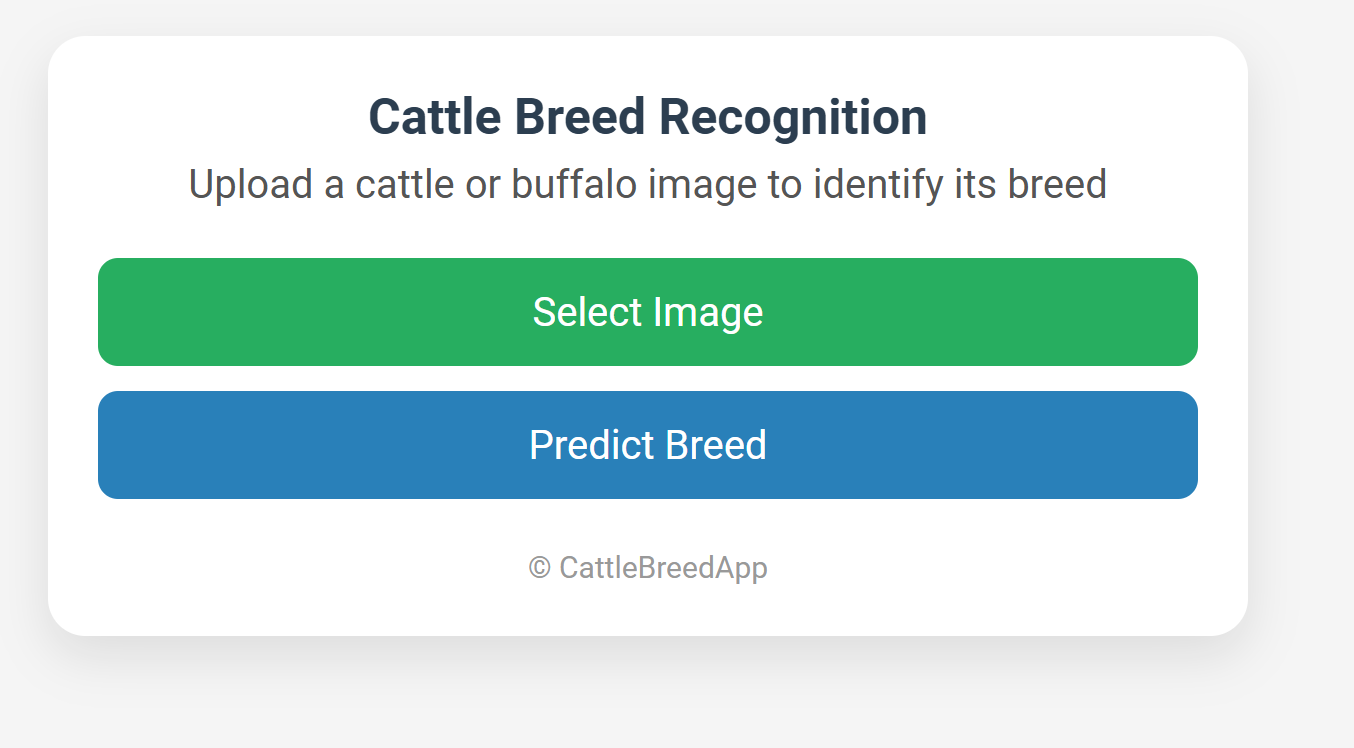 Cattle Breed Recognition
Upload a cattle or buffalo image to identify its breed
Select Image
Predict Breed
© CattleBreedApp